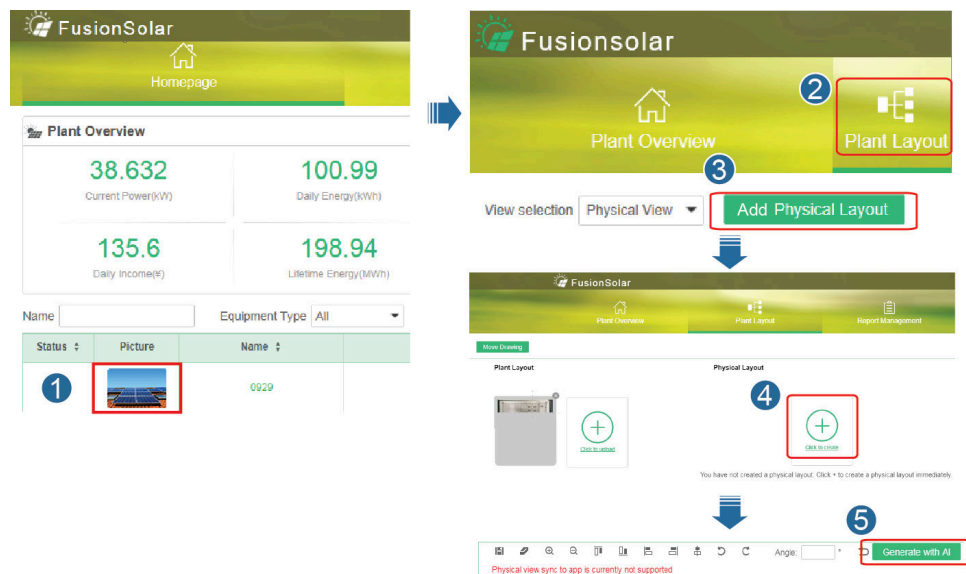 FusionSolar
Homepage
Plant Overview
38.632
100.99
Current Power(kW)
Daily Energy(kWh)
135.6
198.94
Daily Income(¥)
Lifetime Energy(MWh)
Name
Equipment Type All
Status Picture Name
1
0929
Fusionsolar
2
Plant Overview
Plant Layout
3
View selection Physical View Add Physical Layout
FusionSolar
Plant Overview
Plant Layout
Report Management
Move Drawing
Plant Layout
Physical Layout
4
Click to upload
Click to create
You have not created a physical layout. Click + to create a physical layout immediately.
5
Angle: °
Generate with AI
Physical view sync to app is currently not supported